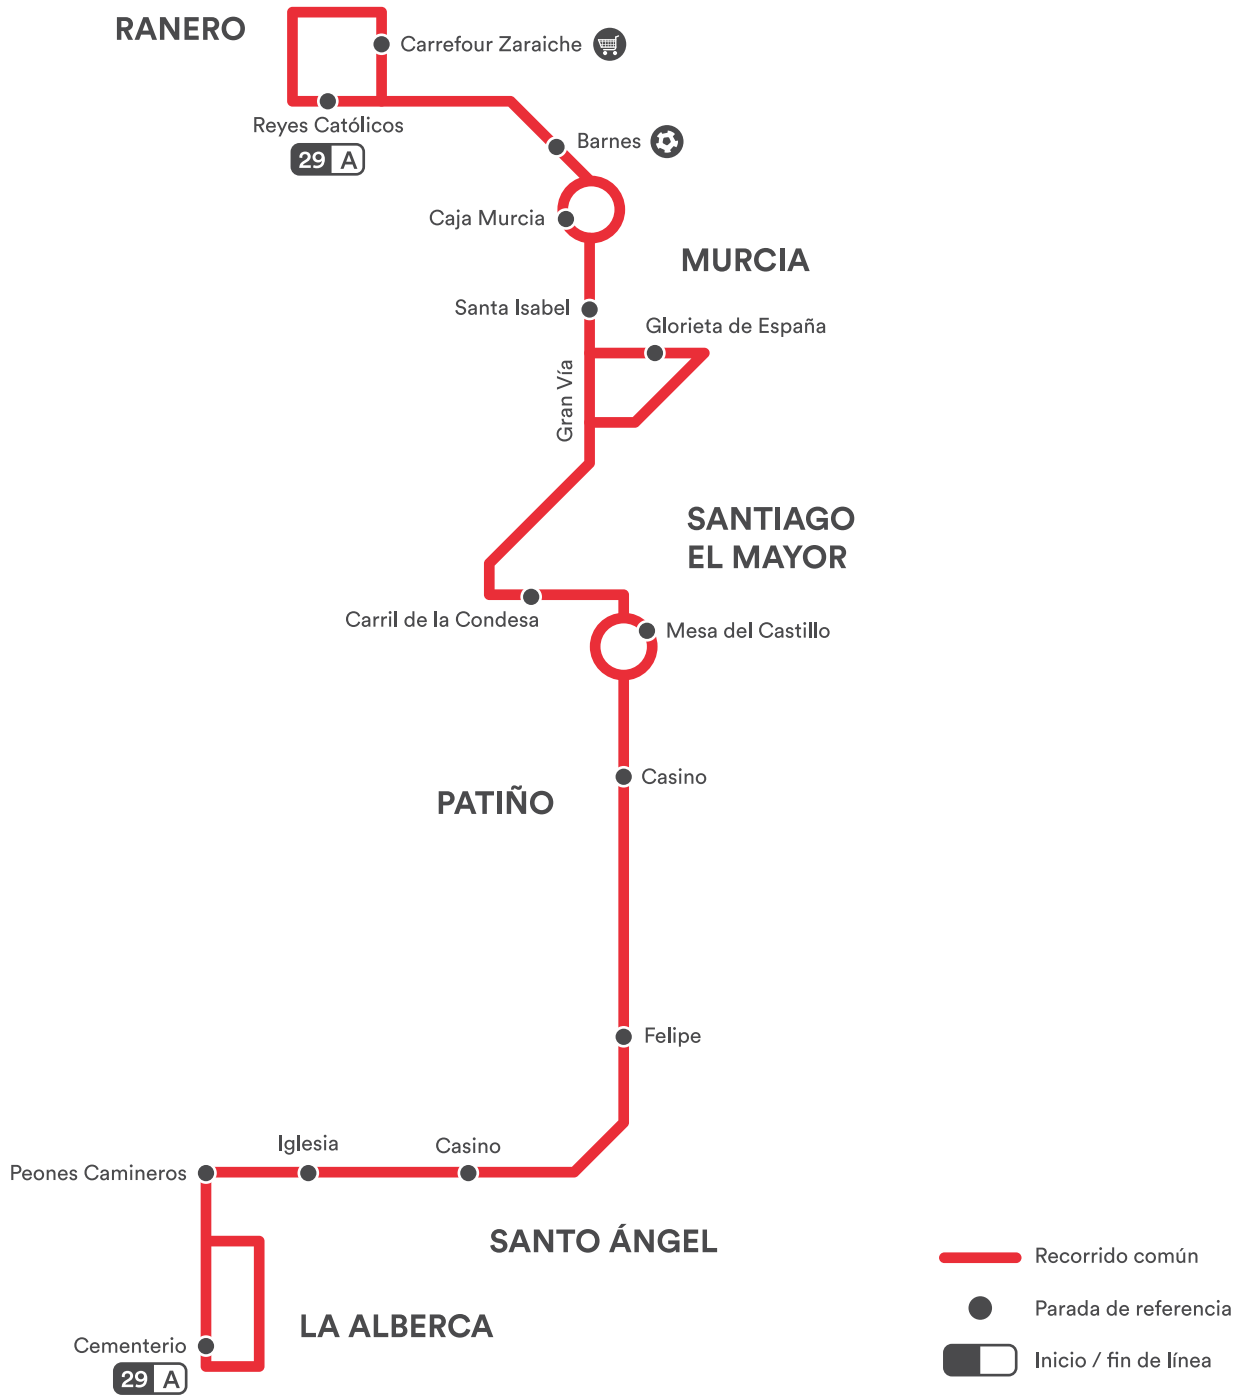 RANERO
Carrefour Zaraiche
Reyes Católicos
29 A
Barnes
Caja Murcia
MURCIA
Santa Isabel
Glorieta de España
Gran Vía
SANTIAGO
EL MAYOR
Carril de la Condesa
Mesa del Castillo
Casino
PATIÑO
Felipe
Iglesia
Casino
Peones Camineros
SANTO ÁNGEL
Recorrido común
Parada de referencia
LA ALBERCA
Cementerio
Inicio / fin de línea
29 A